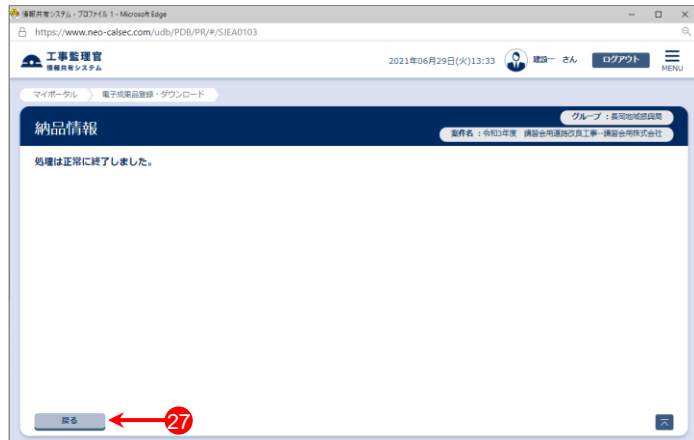 情報共有システム - プロファイル 1 - Microsoft Edge
https://www.neo-calsec.com/udb/PDB/PR/#/SJEA0103
工事監理官
情報共有システム
2021年06月29日(火)13:33
建設一 さん
ログアウト
MENU
マイポータル
電子成果品登録・ダウンロード
納品情報
グループ : 長岡地域振興局
案件名 : 令和3年度 講習会用道路改良工事--講習会用株式会社
処理は正常に終了しました。
戻る
27